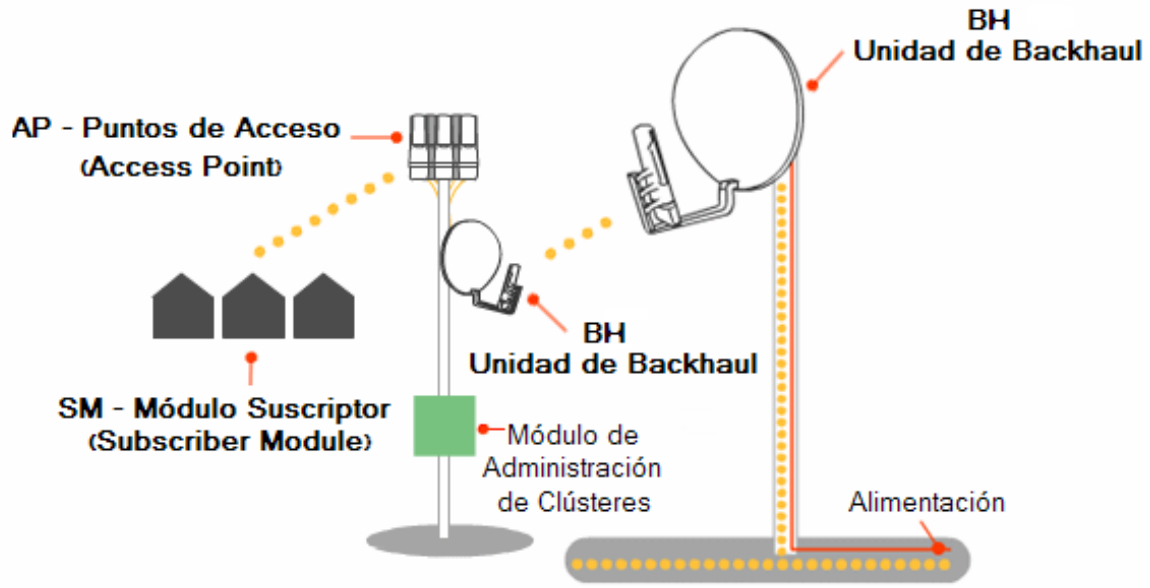 BH
Unidad de Backhaul
AP - Puntos de Acceso
(Access Point)
BH
Unidad de Backhaul
SM - Módulo Suscriptor
(Subscriber Module)
Módulo de
Administración
de Clústeres
Alimentación